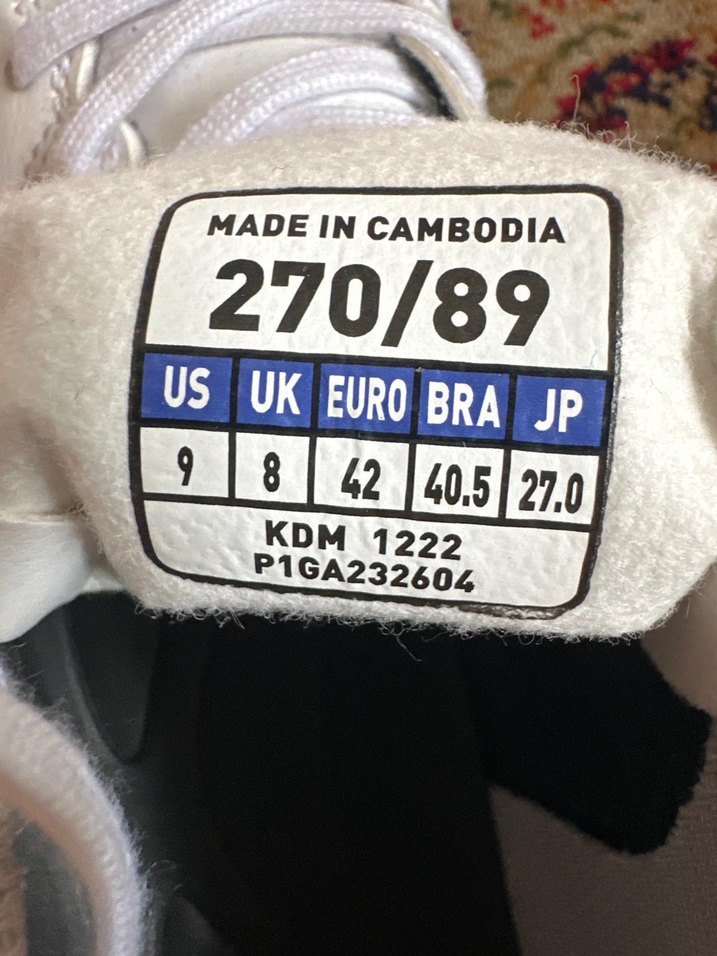 MADE IN CAMBODIA
270/89
US UK EURO BRA JP
9 8 42 40.5 27.0
KDM 1222
P1GA232604